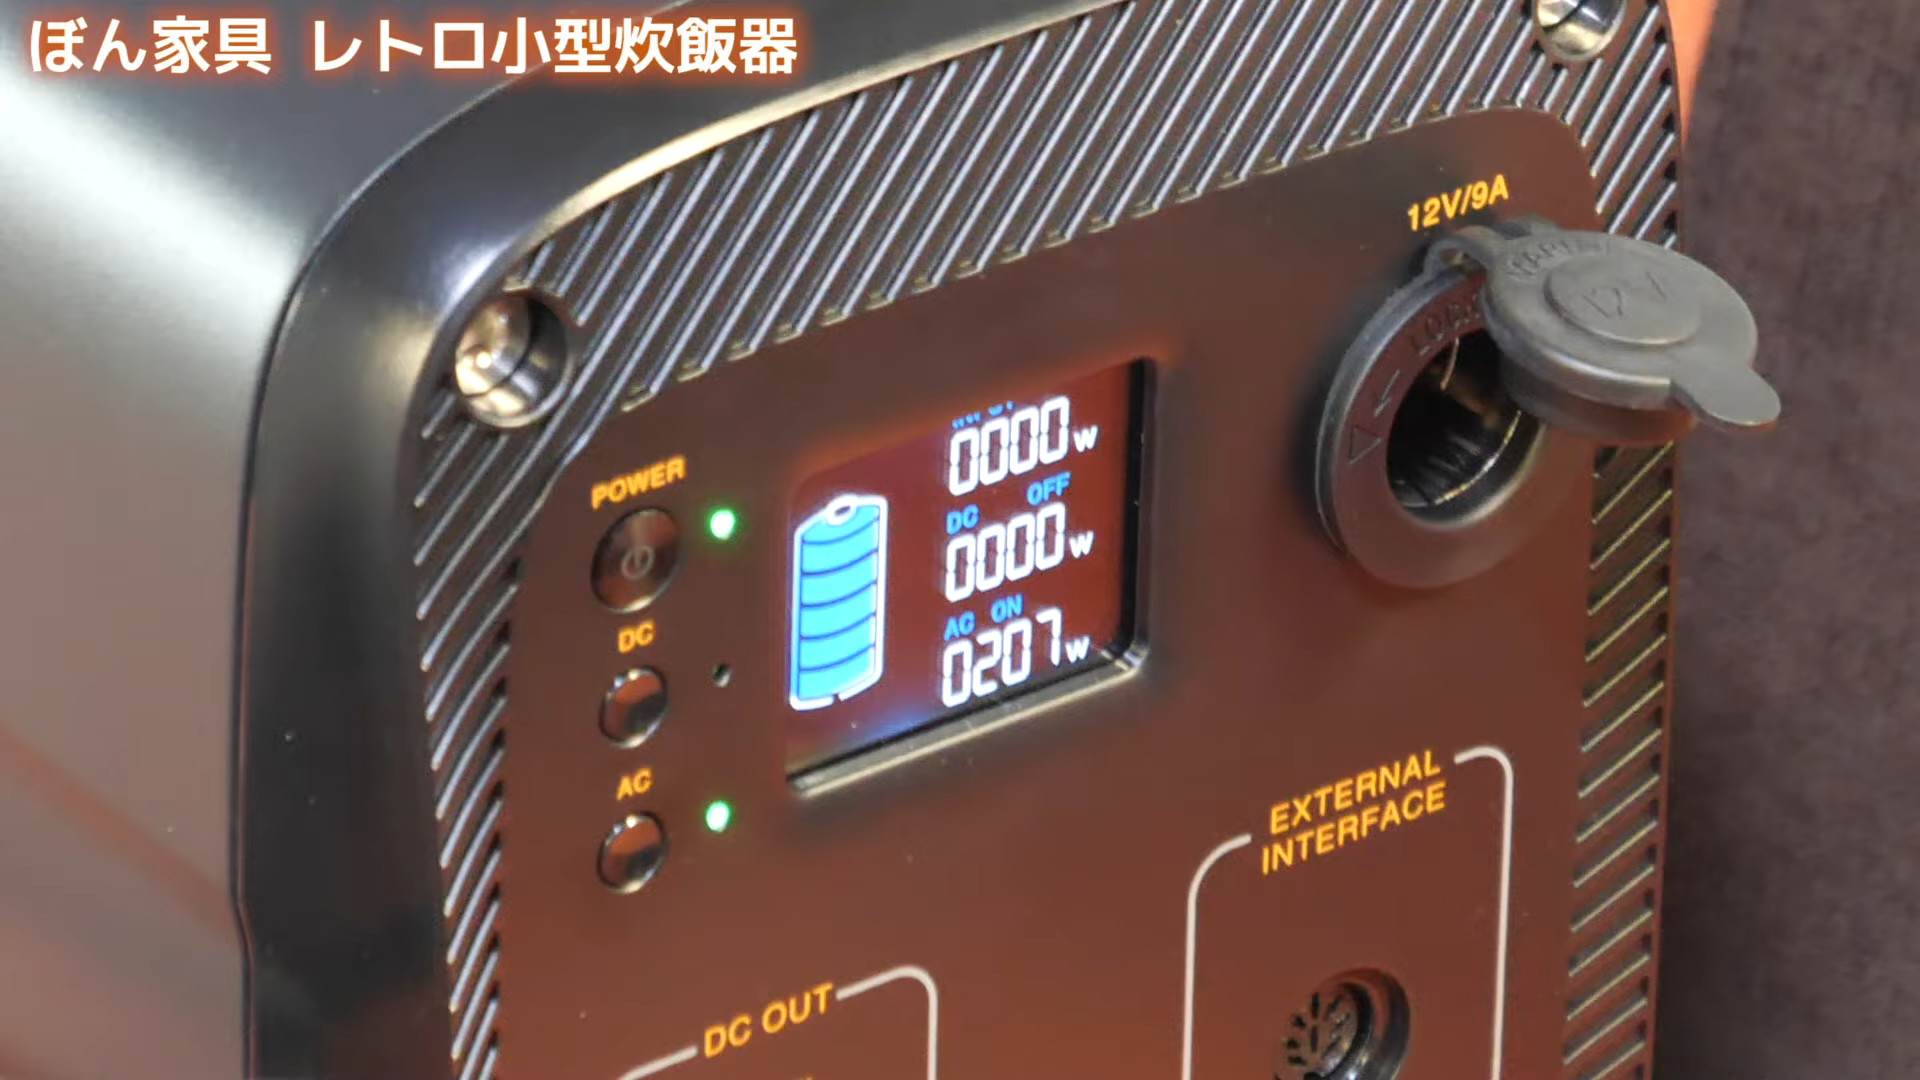 ぼん家具 レトロ小型炊飯器
12V/9A
12V
POWER
DC
AC
0000W
DC OFF
0000W
AC ON
0207W
EXTERNAL
INTERFACE
DC OUT